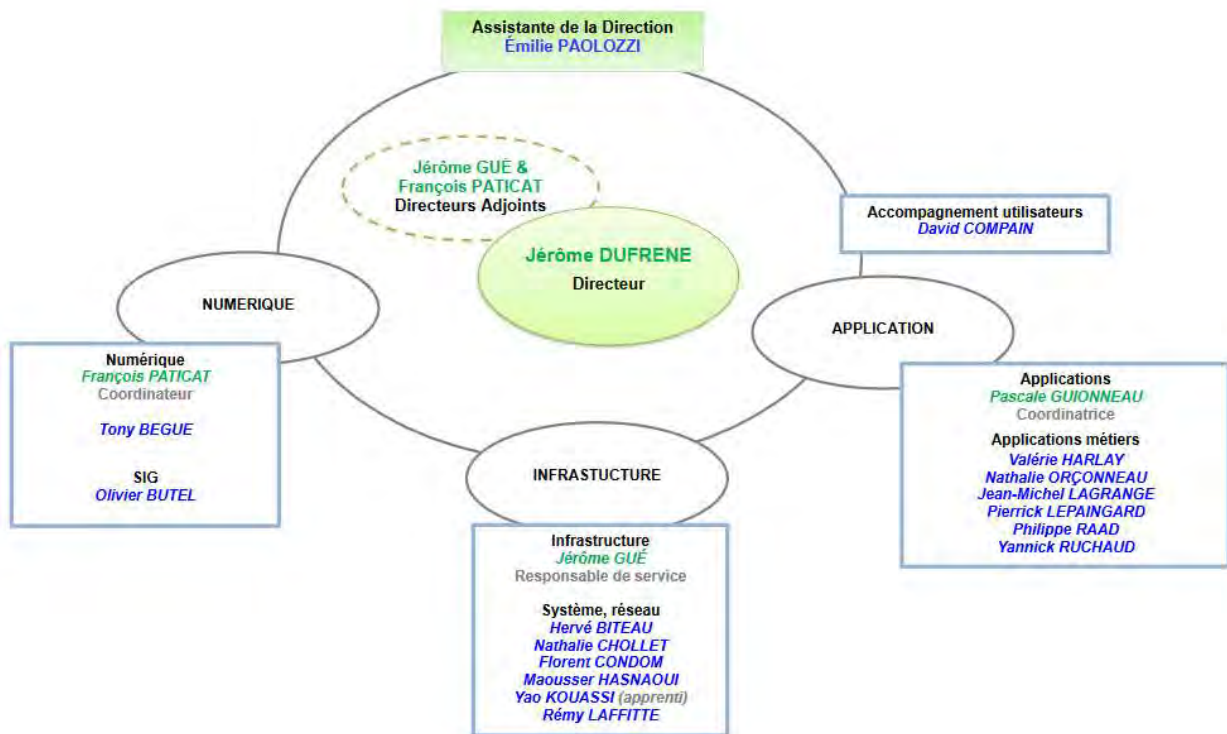 Assistante de la Direction
Émilie PAOLOZZI
Jérôme GUÉ &
François PATICAT
Directeurs Adjoints
Jérôme DUFRENE
Directeur
Accompagnement utilisateurs
David COMPAIN
NUMERIQUE
APPLICATION
INFRASTUCTURE
Numérique
François PATICAT
Coordinateur
Tony BEGUE
SIG
Olivier BUTEL
Applications
Pascale GUIONNEAU
Coordinatrice
Applications métiers
Valérie HARLAY
Nathalie ORÇONNEAU
Jean-Michel LAGRANGE
Pierrick LEPAINGARD
Philippe RAAD
Yannick RUCHAUD
Infrastructure
Jérôme GUÉ
Responsable de service
Système, réseau
Hervé BITEAU
Nathalie CHOLLET
Florent CONDOM
Maousser HASNAOUI
Yao KOUASSI (apprenti)
Rémy LAFFITTE